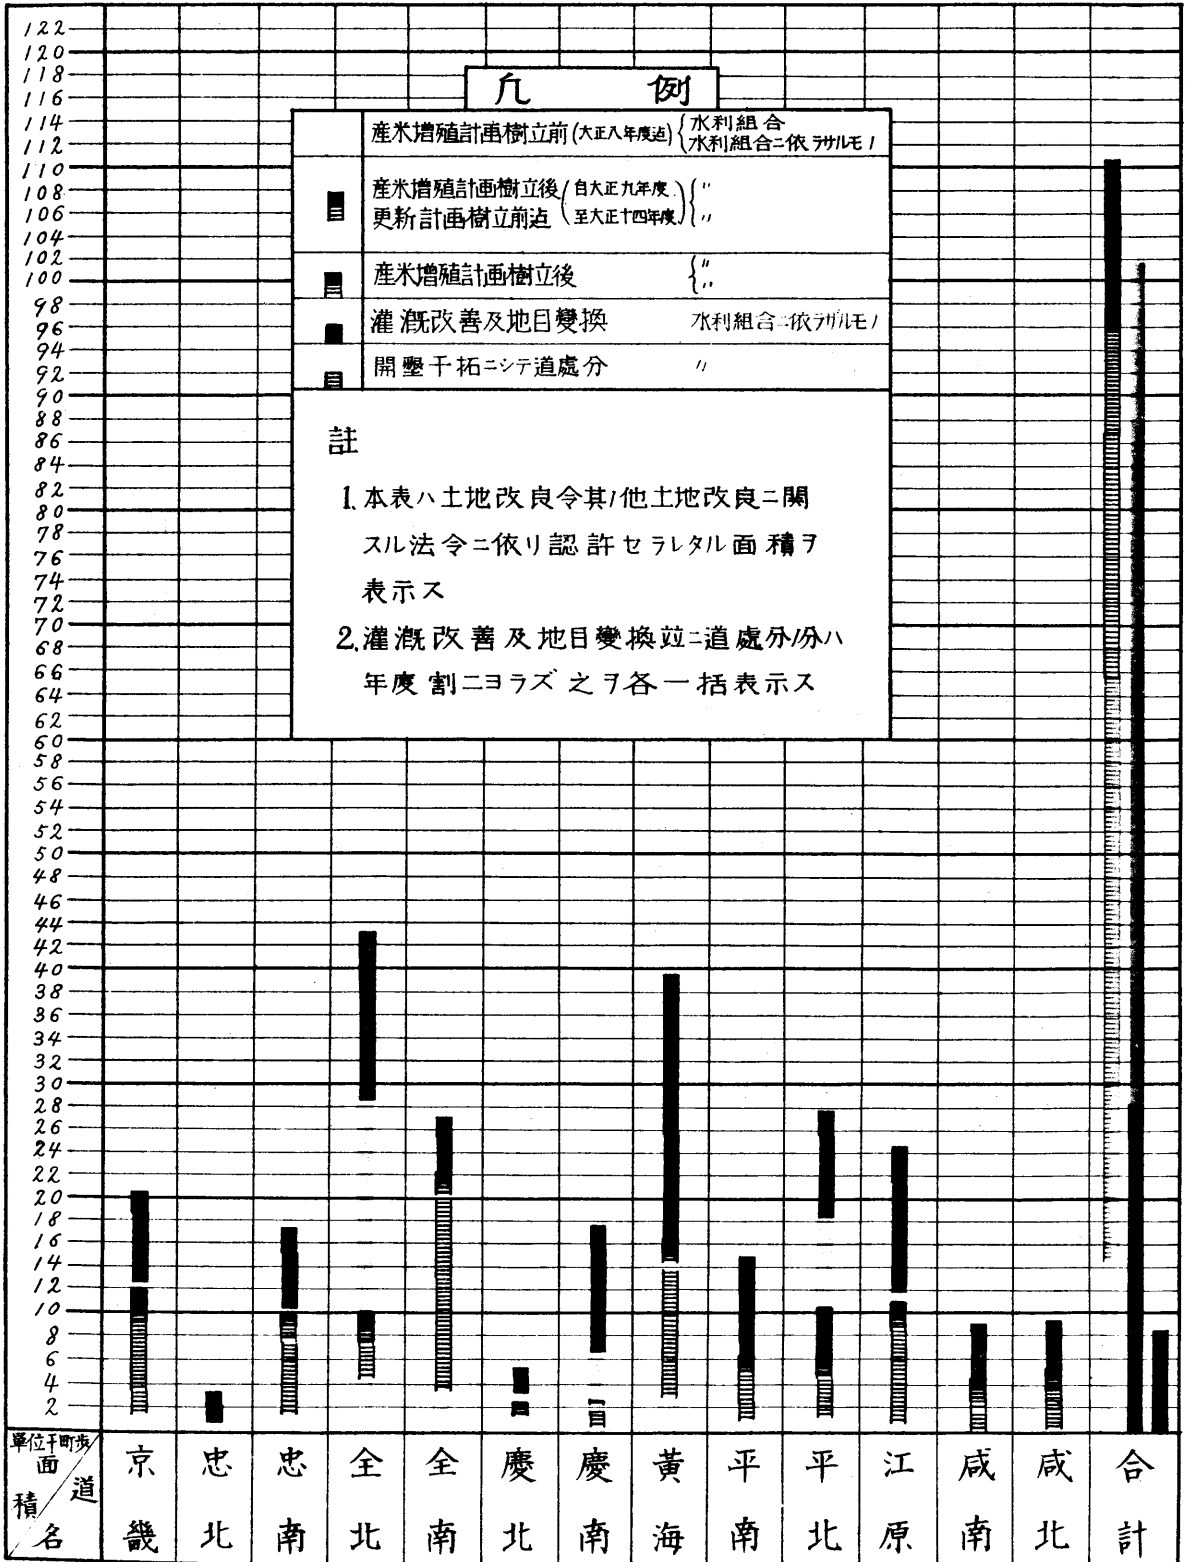 122
120
118
116
114
112
110
108
106
104
102
100
98
96
94
92
90
88
86
84
82
80
78
76
74
72
70
68
66
64
62
60
58
56
54
52
50
48
46
44
42
40
38
36
34
32
30
28
26
24
22
20
18
16
14
12
10
8
6
4
2
凡 例
産米増殖計画樹立前(大正八年度迠){水利組合
水利組合ニ依ラザルモノ
産米増殖計画樹立後(自大正九年度){〃
更新計画樹立前迠(至大正十四年度){〃
産米増殖計画樹立後{〃
〃
灌漑改善及地目變換 水利組合ニ依ラザルモノ
開墾干拓ニシテ道處分 〃
註
1. 本表ハ土地改良令其ノ他土地改良ニ関
スル法令ニ依リ認許セラレタル面積ヲ
表示ス
2. 灌漑改善及地目變換竝ニ道處分ノ分ハ
年度割ニヨラズ之ヲ各一括表示ス
單位千町歩
面積
道名
京畿
忠北
忠南
全北
全南
慶北
慶南
黃海
平南
平北
江原
咸南
咸北
合計